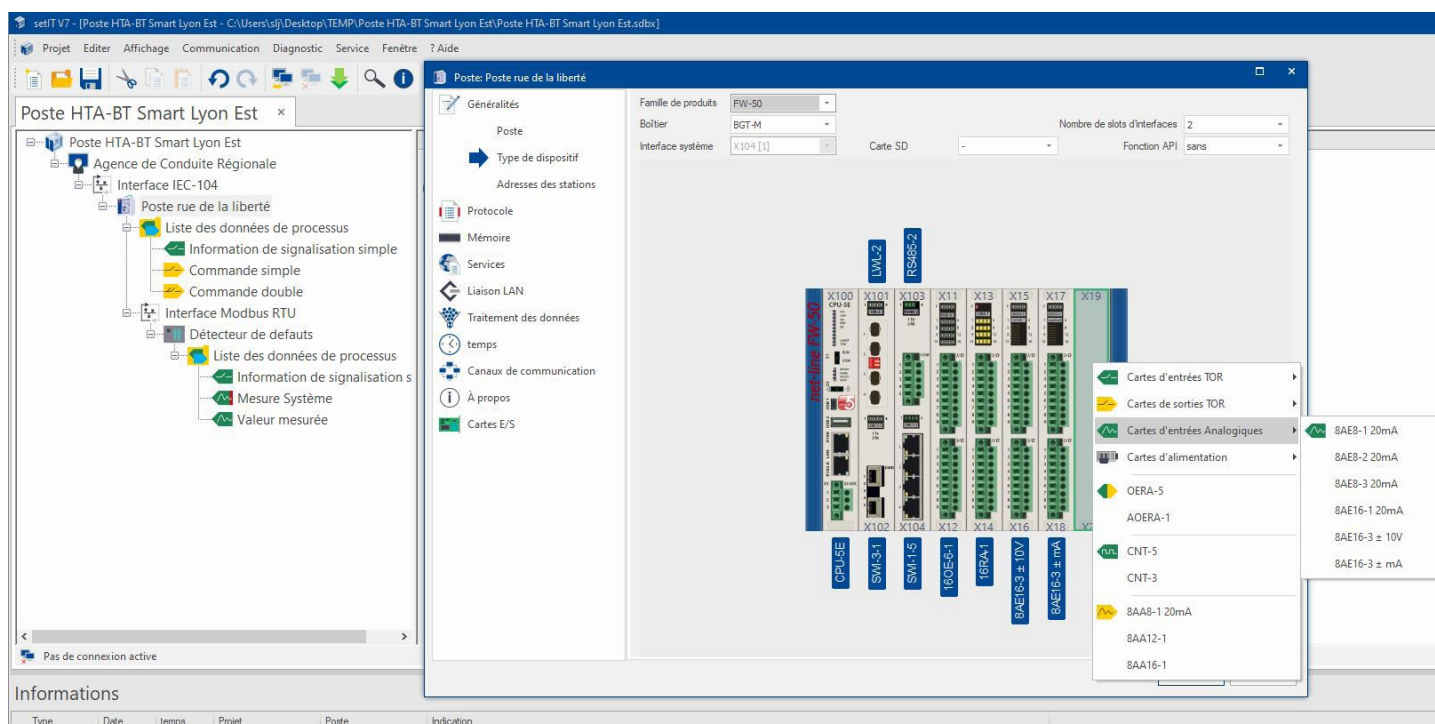 setIT V7 - [Poste HTA-BT Smart Lyon Est - C:\Users\slj\Desktop\TEMP\Poste HTA-BT Smart Lyon Est\Poste HTA-BT Smart Lyon Est.sdbx]
Projet Editer Affichage Communication Diagnostic Service Fenêtre ? Aide
Poste HTA-BT Smart Lyon Est ×
Poste HTA-BT Smart Lyon Est
Agence de Conduite Régionale
Interface IEC-104
Poste rue de la liberté
Liste des données de processus
Information de signalisation simple
Commande simple
Commande double
Interface Modbus RTU
Détecteur de defauts
Liste des données de processus
Information de signalisation s
Mesure Système
Valeur mesurée
Pas de connexion active
Informations
Type Date temps Projet Poste Indication
Poste: Poste rue de la liberté
Généralités
Poste
Type de dispositif
Adresses des stations
Protocole
Mémoire
Services
Liaison LAN
Traitement des données
temps
Canaux de communication
À propos
Cartes E/S
Famille de produits FW-50
Boîtier BGT-M Nombre de slots d'interfaces 2
Interface système X104 [1] Carte SD - Fonction API sans
LWL-2 RS485-2
X100 X101 X103 X11 X13 X15 X17 X19
CPU-5E
net-line FW-50
X102 X104 X12 X14 X16 X18
CPU-5E SWI-3-1 SWI-1-5 16OE-6-1 16RA-1 8AE16-3 ± 10V 8AE16-3 ± mA
Cartes d'entrées TOR
Cartes de sorties TOR
Cartes d'entrées Analogiques
Cartes d'alimentation
OERA-5
AOERA-1
CNT-5
CNT-3
8AA8-1 20mA
8AA12-1
8AA16-1
8AE8-1 20mA
8AE8-2 20mA
8AE8-3 20mA
8AE16-1 20mA
8AE16-3 ± 10V
8AE16-3 ± mA